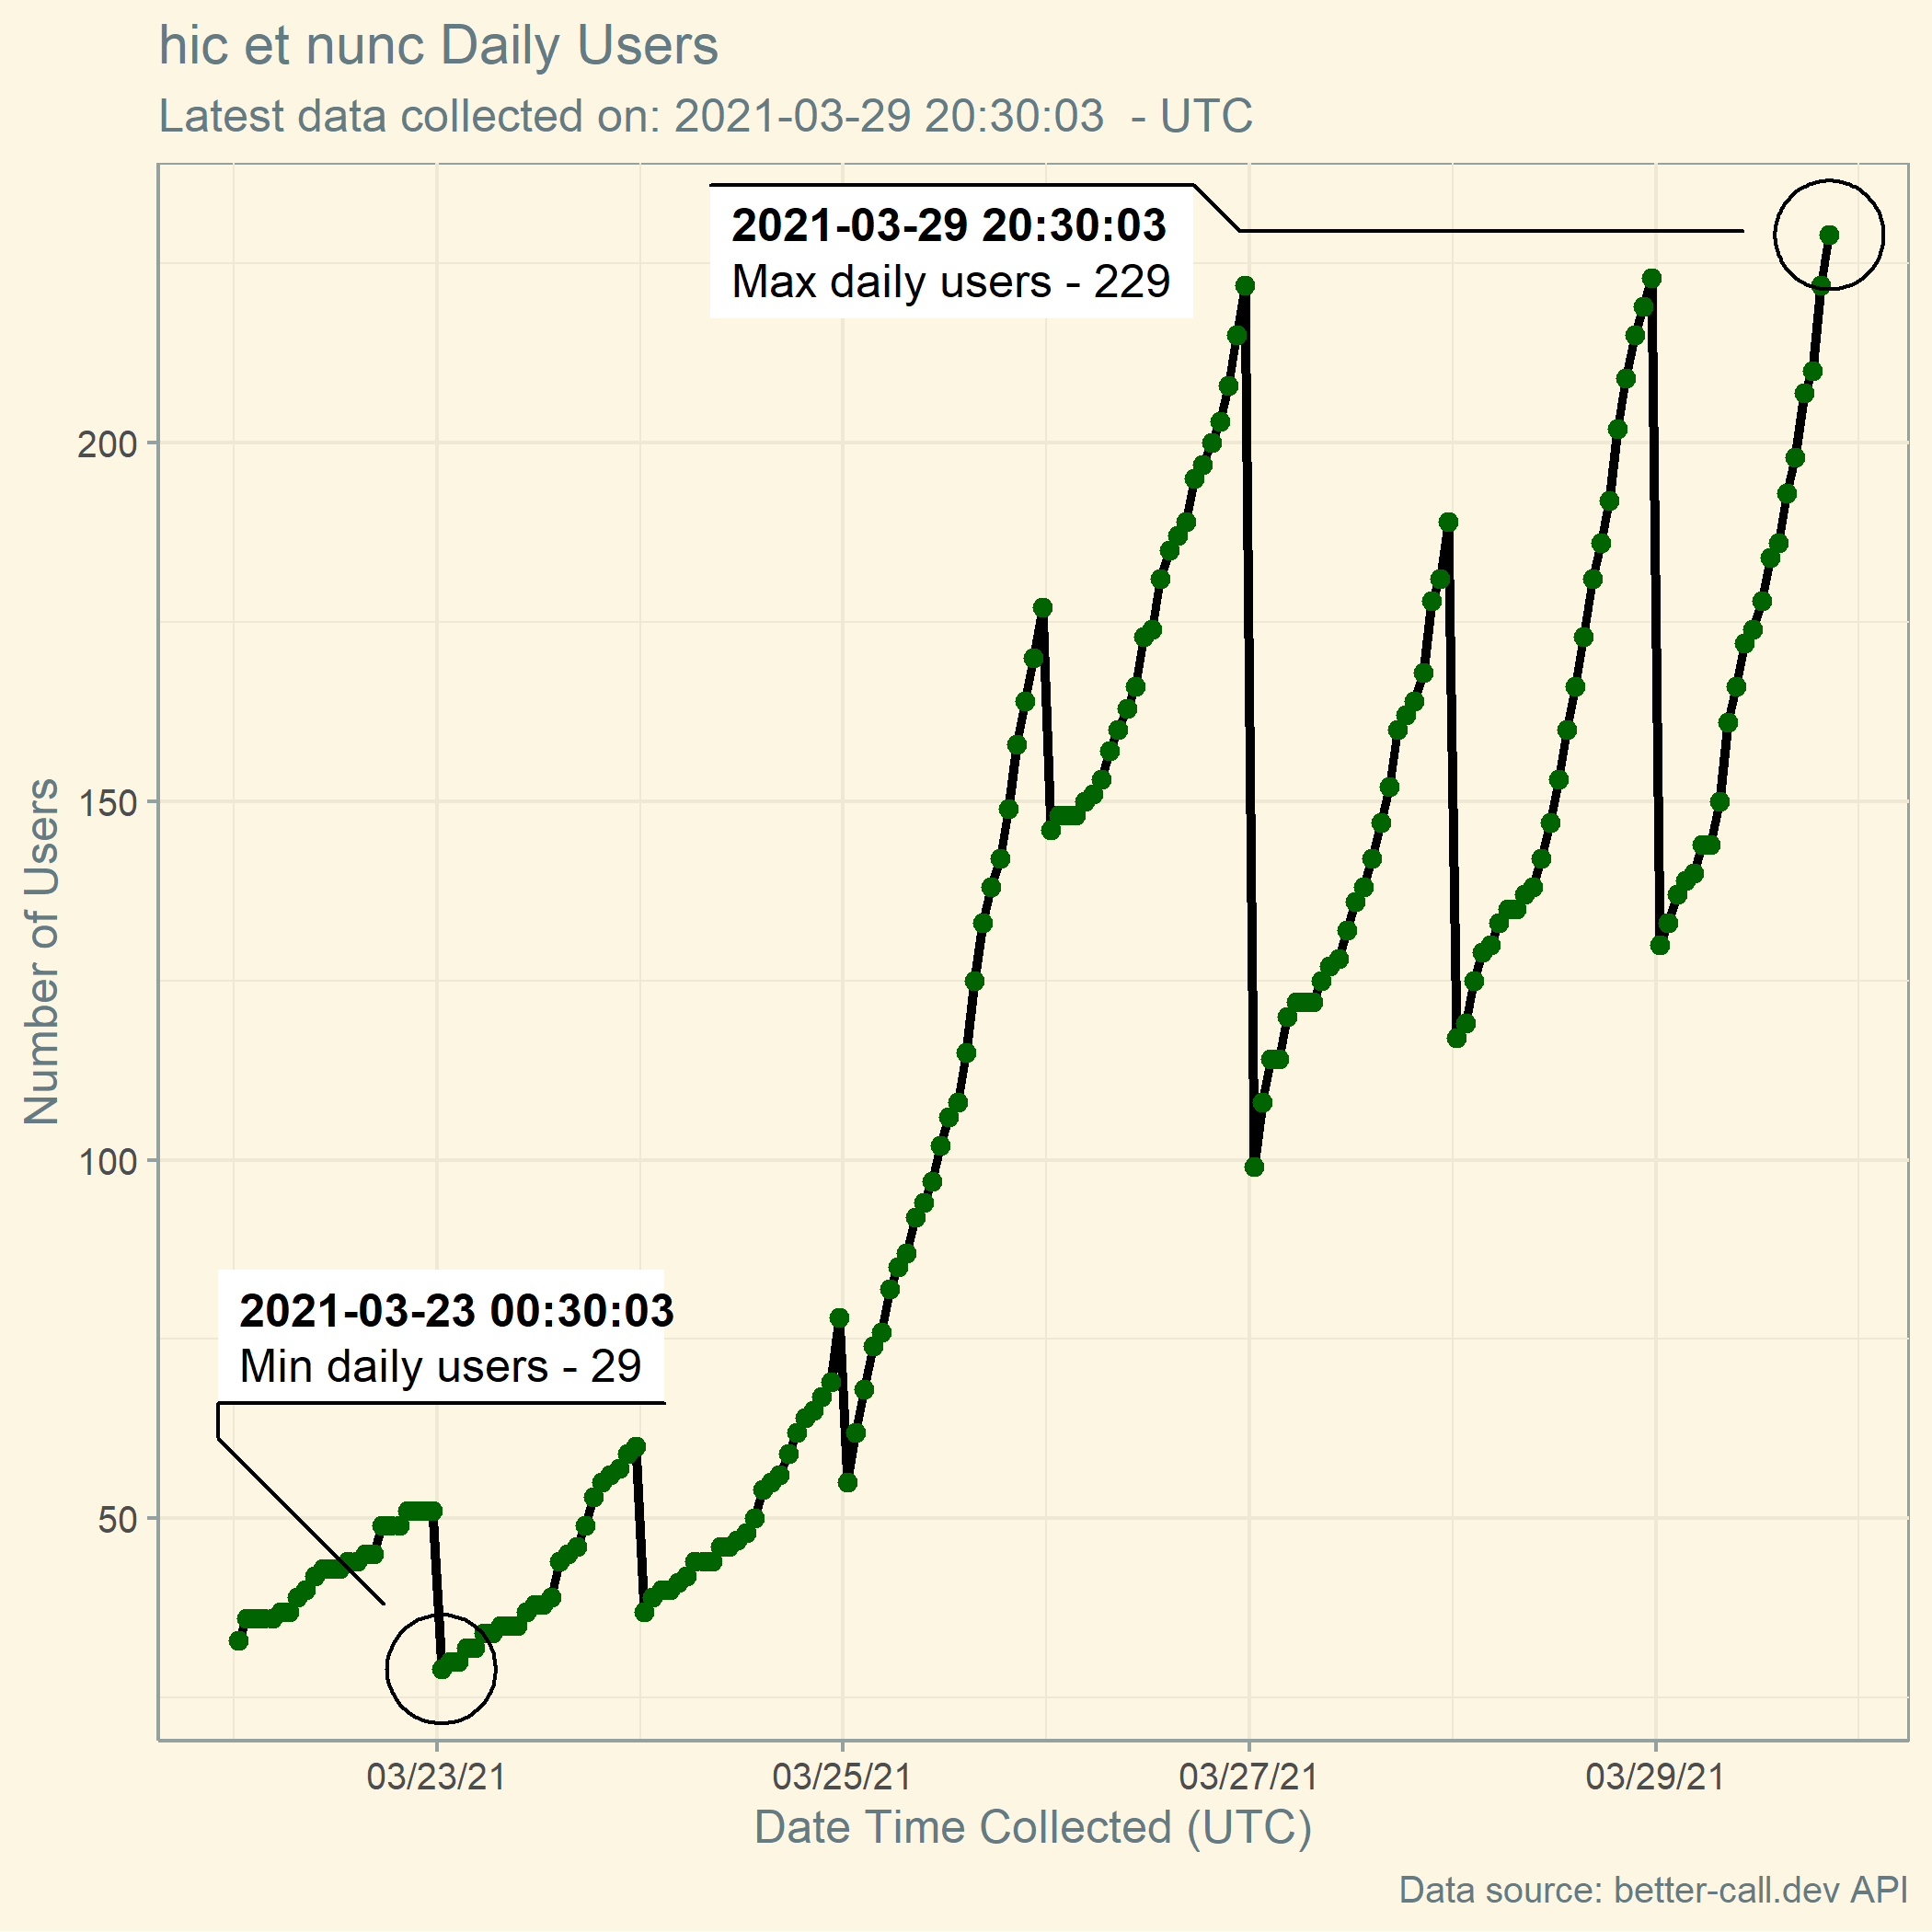 hic et nunc Daily Users
Latest data collected on: 2021-03-29 20:30:03  - UTC
2021-03-29 20:30:03
Max daily users - 229
200
150
100
50
Number of Users
2021-03-23 00:30:03
Min daily users - 29
03/23/21
03/25/21
03/27/21
03/29/21
Date Time Collected (UTC)
Data source: better-call.dev API